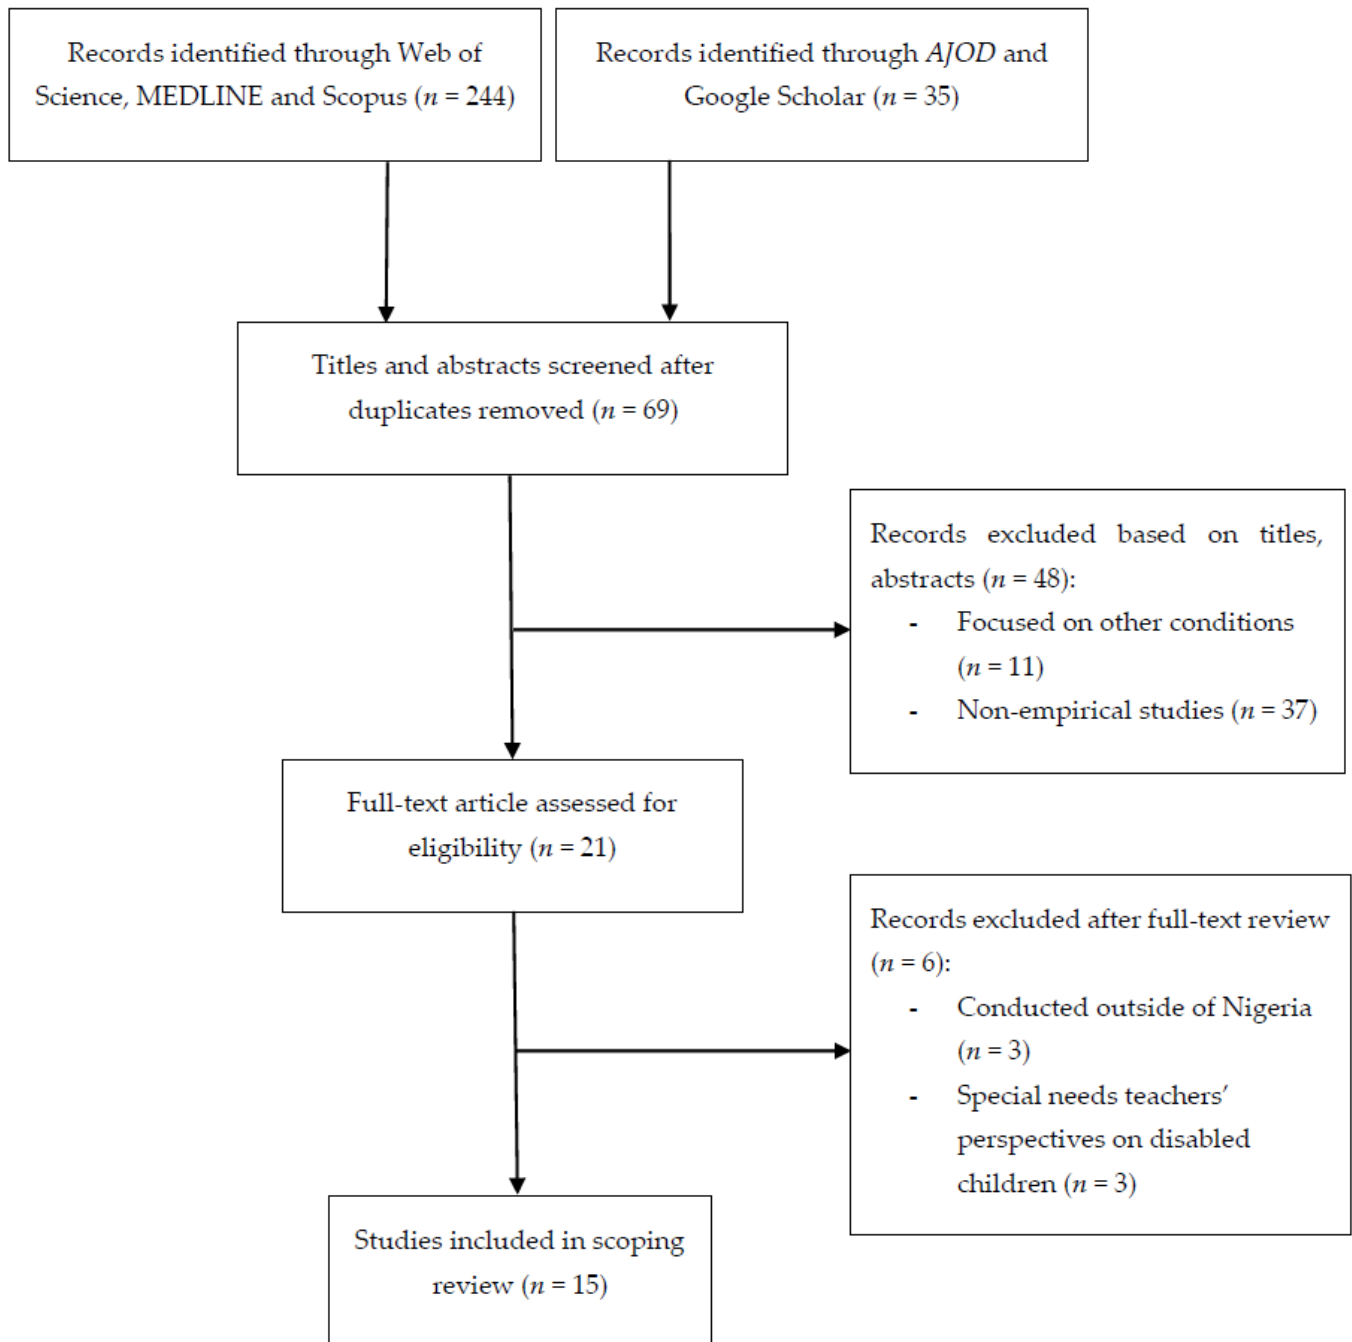 Records identified through Web of
Science, MEDLINE and Scopus (n = 244)
Records identified through AJOD and
Google Scholar (n = 35)
Titles and abstracts screened after
duplicates removed (n = 69)
Records excluded based on titles,
abstracts (n = 48):
- Focused on other conditions
(n = 11)
- Non-empirical studies (n = 37)
Full-text article assessed for
eligibility (n = 21)
Records excluded after full-text review
(n = 6):
- Conducted outside of Nigeria
(n = 3)
- Special needs teachers’
perspectives on disabled
children (n = 3)
Studies included in scoping
review (n = 15)